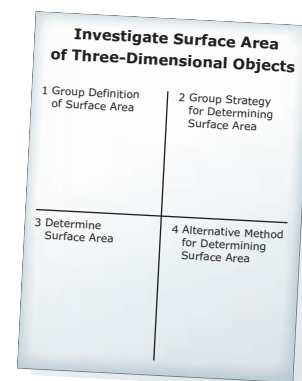 Investigate Surface Area
of Three-Dimensional Objects
1 Group Definition
of Surface Area
2 Group Strategy
for Determining
Surface Area
3 Determine
Surface Area
4 Alternative Method
for Determining
Surface Area